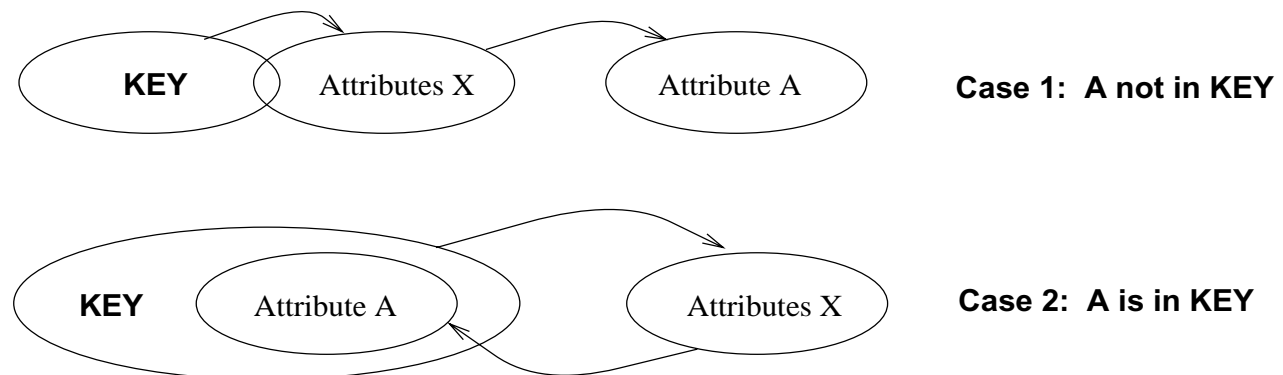 KEY Attributes X Attribute A Case 1: A not in KEY
KEY Attribute A Attributes X Case 2: A is in KEY